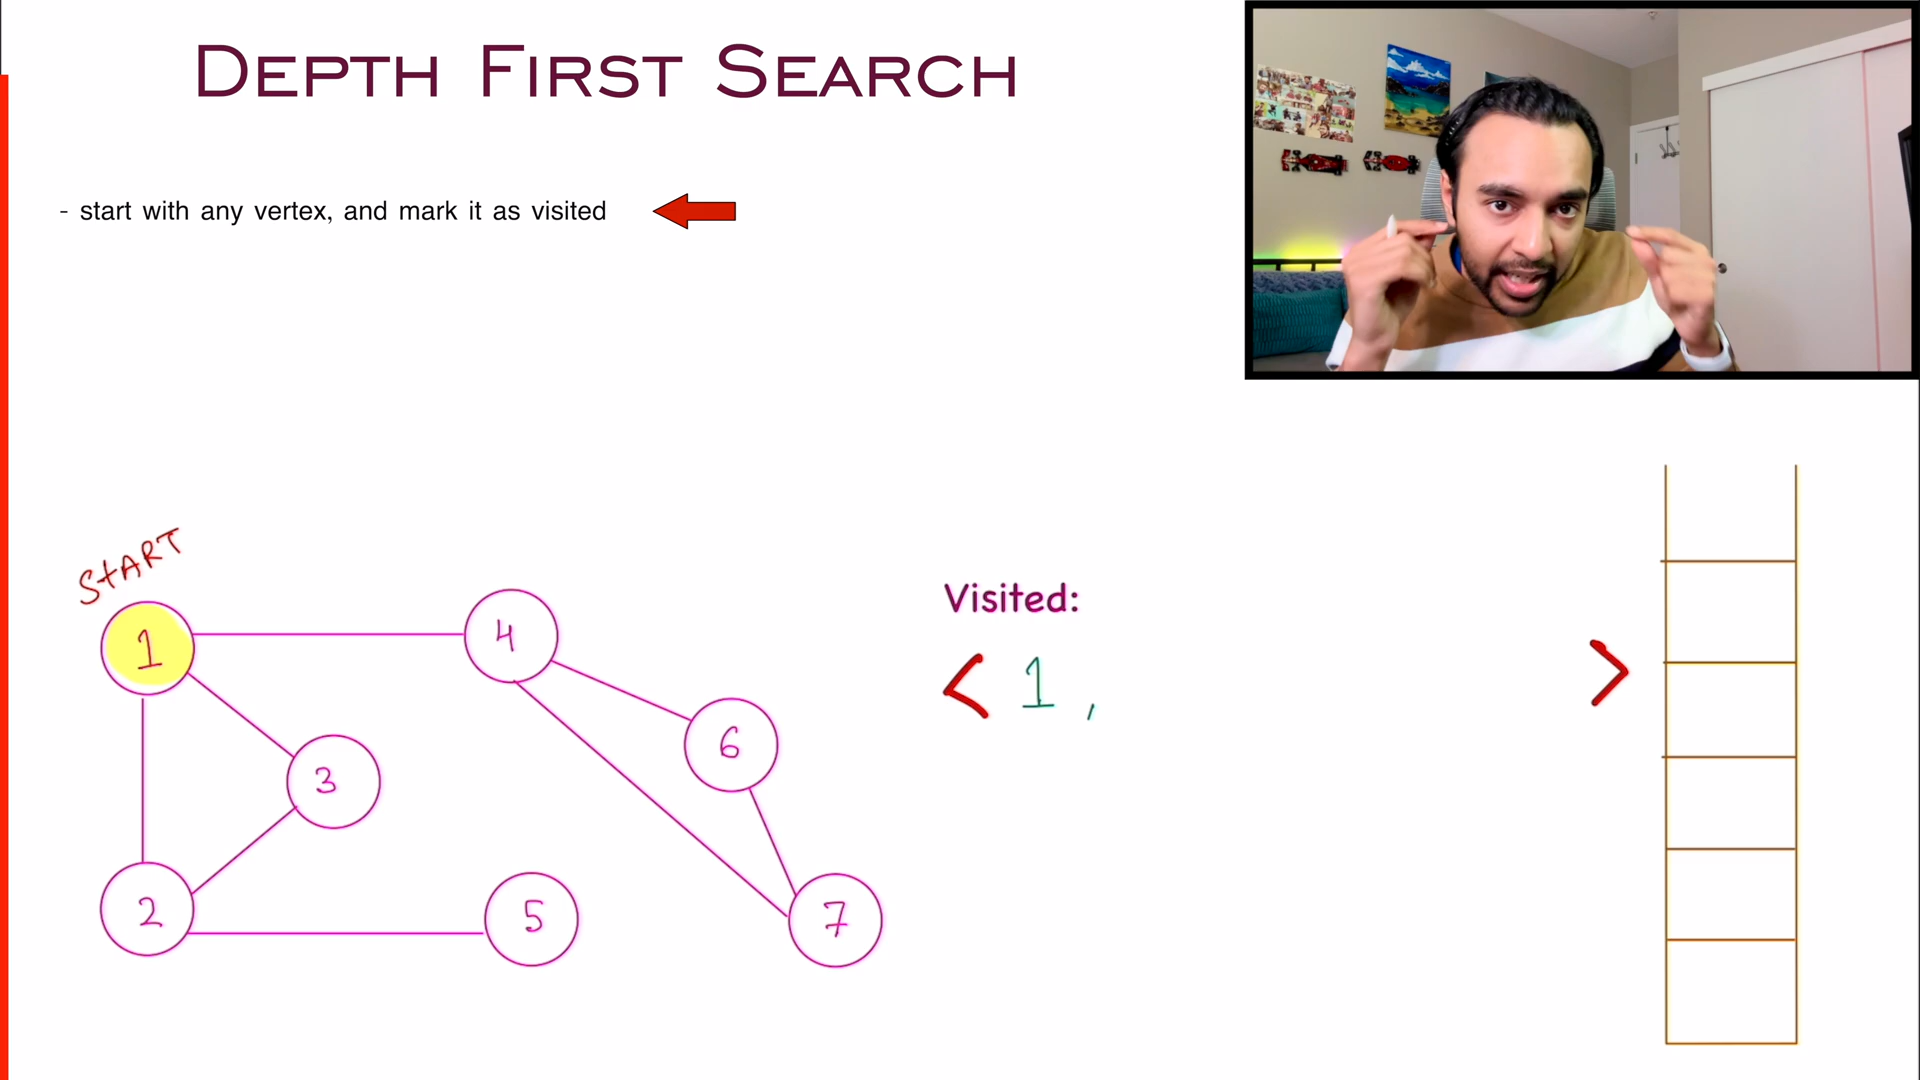 DEPTH FIRST SEARCH
- start with any vertex, and mark it as visited
START
1
4
3
6
2
5
7
Visited:
< 1 , >